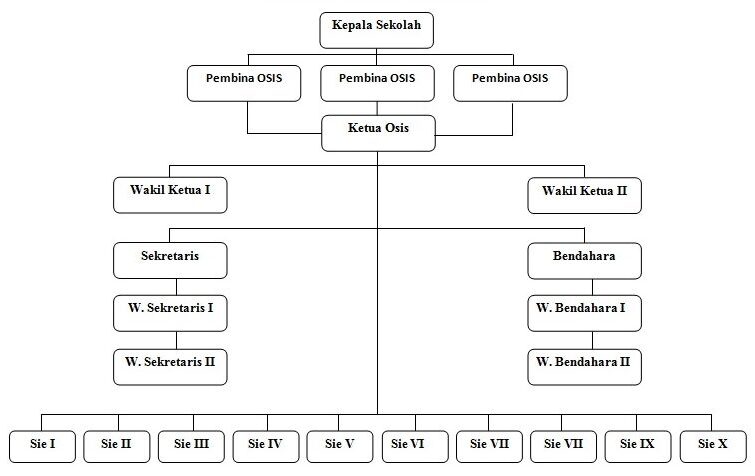 Kepala Sekolah
Pembina OSIS
Pembina OSIS
Pembina OSIS
Ketua Osis
Wakil Ketua I
Wakil Ketua II
Sekretaris
Bendahara
W. Sekretaris I
W. Bendahara I
W. Sekretaris II
W. Bendahara II
Sie I
Sie II
Sie III
Sie IV
Sie V
Sie VI
Sie VII
Sie VII
Sie IX
Sie X